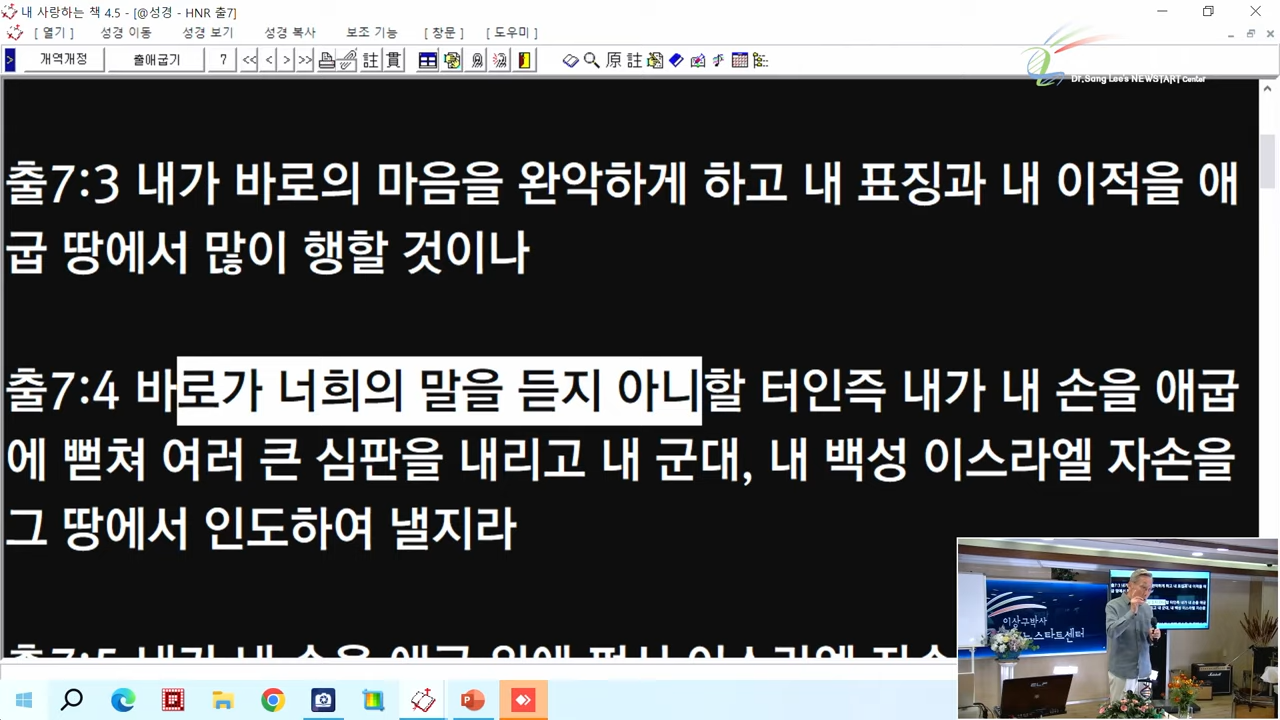 내 사랑하는 책 4.5 - [@성경 - HNR 출7]
[ 열기 ] 성경 이동 성경 보기 성경 복사 보조 기능 [ 창문 ] [ 도우미 ]
> 개역개정 출애굽기 7 << < > >> 註 貫 原 註
Dr.Sang Lee's NEWSTART Center
출7:3 내가 바로의 마음을 완악하게 하고 내 표징과 내 이적을 애
굽 땅에서 많이 행할 것이나
출7:4 바로가 너희의 말을 듣지 아니할 터인즉 내가 내 손을 애굽
에 뻗쳐 여러 큰 심판을 내리고 내 군대, 내 백성 이스라엘 자손을
그 땅에서 인도하여 낼지라
이상구박사
스타트센터